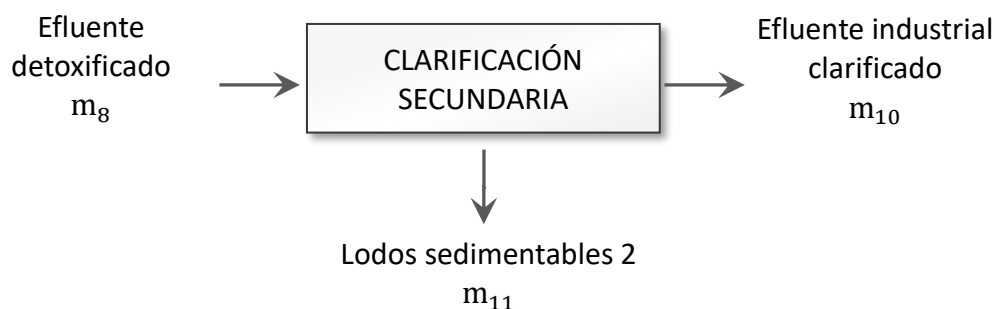 Efluente
detoxificado
m₈
CLARIFICACIÓN
SECUNDARIA
Efluente industrial
clarificado
m₁₀
Lodos sedimentables 2
m₁₁